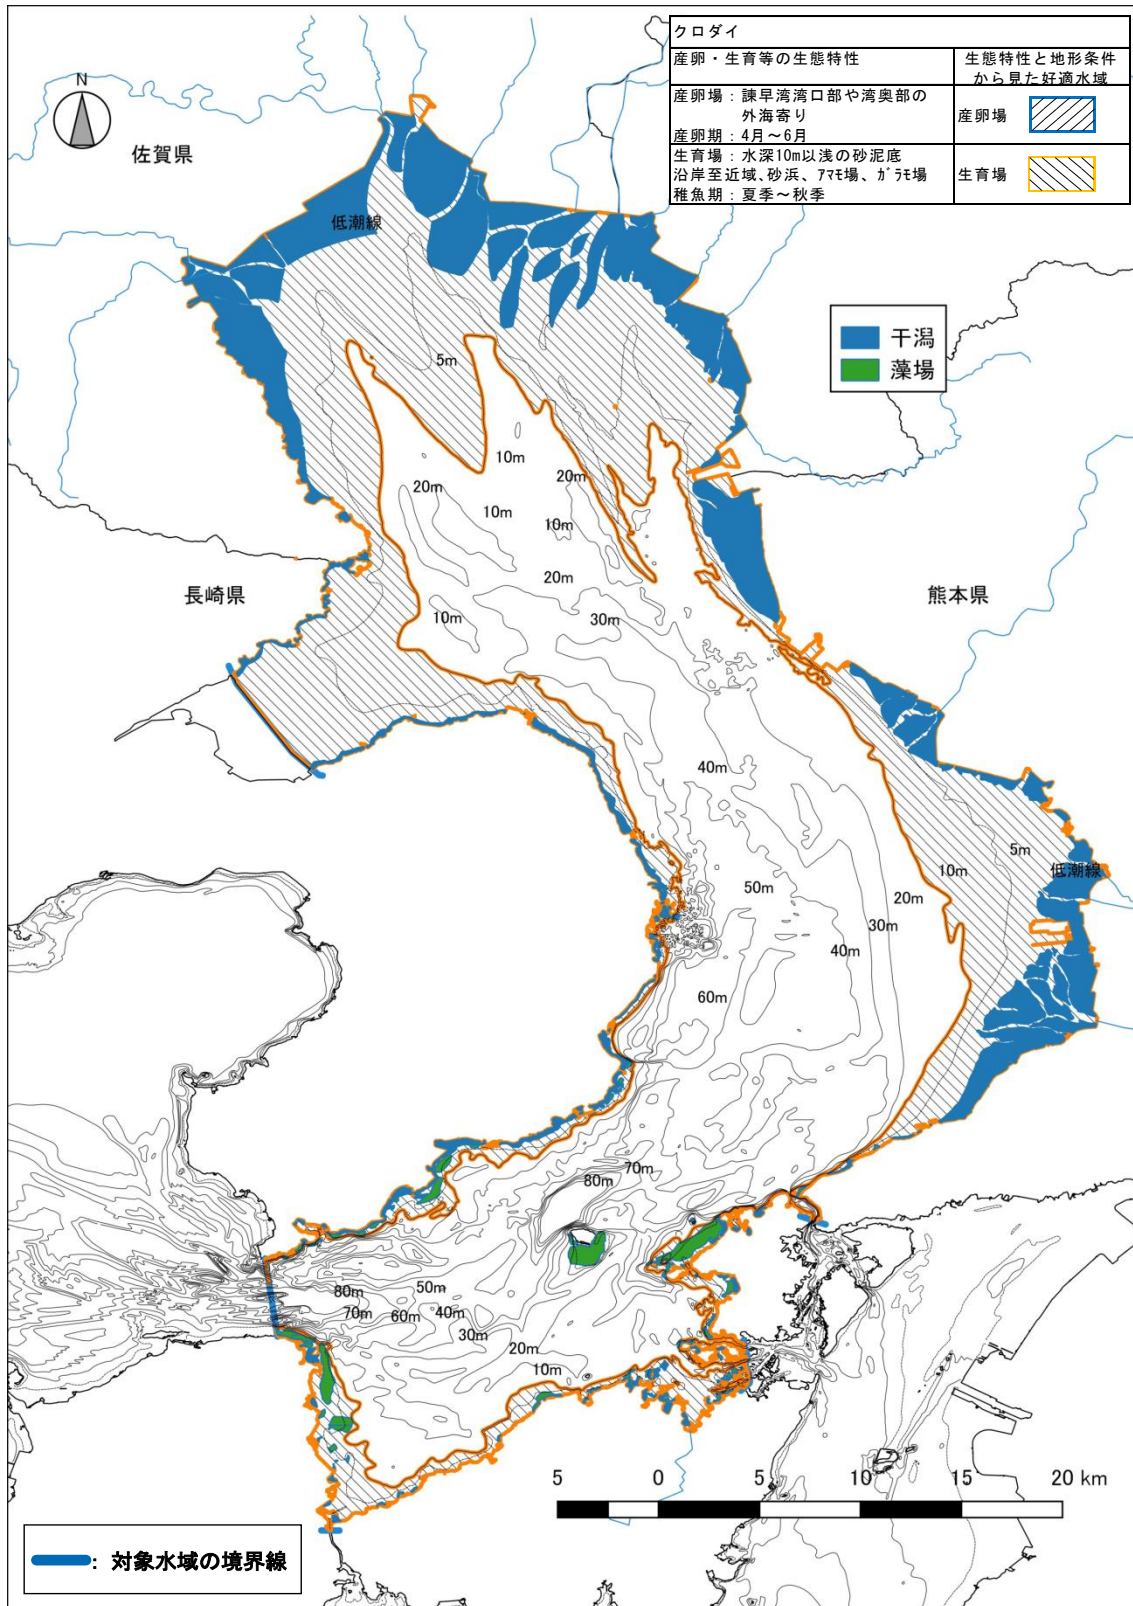 クロダイ
産卵・生育等の生態特性
生態特性と地形条件
から見た好適水域
産卵場：諫早湾湾口部や湾奥部の
外海寄り
産卵期：4月～6月
産卵場
生育場：水深10m以浅の砂泥底
沿岸至近域､砂浜、アマモ場、ガラモ場
稚魚期：夏季～秋季
生育場
N
佐賀県
低潮線
干潟
藻場
5m
10m
20m
20m
10m
10m
20m
長崎県
熊本県
10m
30m
40m
5m
10m
低潮線
50m
20m
30m
40m
60m
70m
80m
50m
80m
70m
60m
40m
30m
20m
10m
5 0 5 10 15 20 km
: 対象水域の境界線